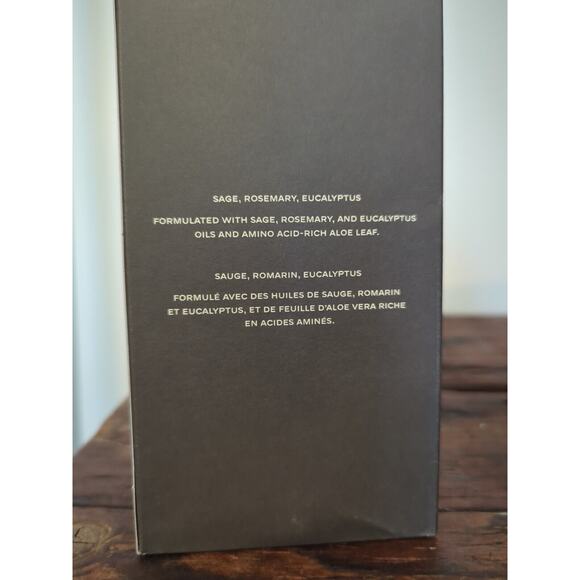 SAGE, ROSEMARY, EUCALYPTUS
FORMULATED WITH SAGE, ROSEMARY, AND EUCALYPTUS
OILS AND AMINO ACID-RICH ALOE LEAF.
SAUGE, ROMARIN, EUCALYPTUS
FORMULÉ AVEC DES HUILES DE SAUGE, ROMARIN
ET EUCALYPTUS, ET DE FEUILLE D'ALOE VERA RICHE
EN ACIDES AMINÉS.